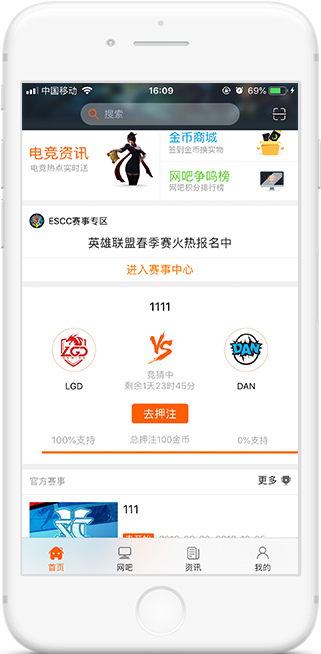 中国移动
16:09
69%
搜索
电竞资讯
电竞热点实时送
金币商城
签到金币换实物
网吧争鸣榜
网吧积分排行榜
ESCC赛事专区
英雄联盟春季赛火热报名中
进入赛事中心
1111
LGD
VS
DAN
竞猜中
剩余1天23时45分
LGD
DAN
去押注
100%支持
总押注100金币
0%支持
官方赛事
更多
111
首页
网吧
资讯
我的